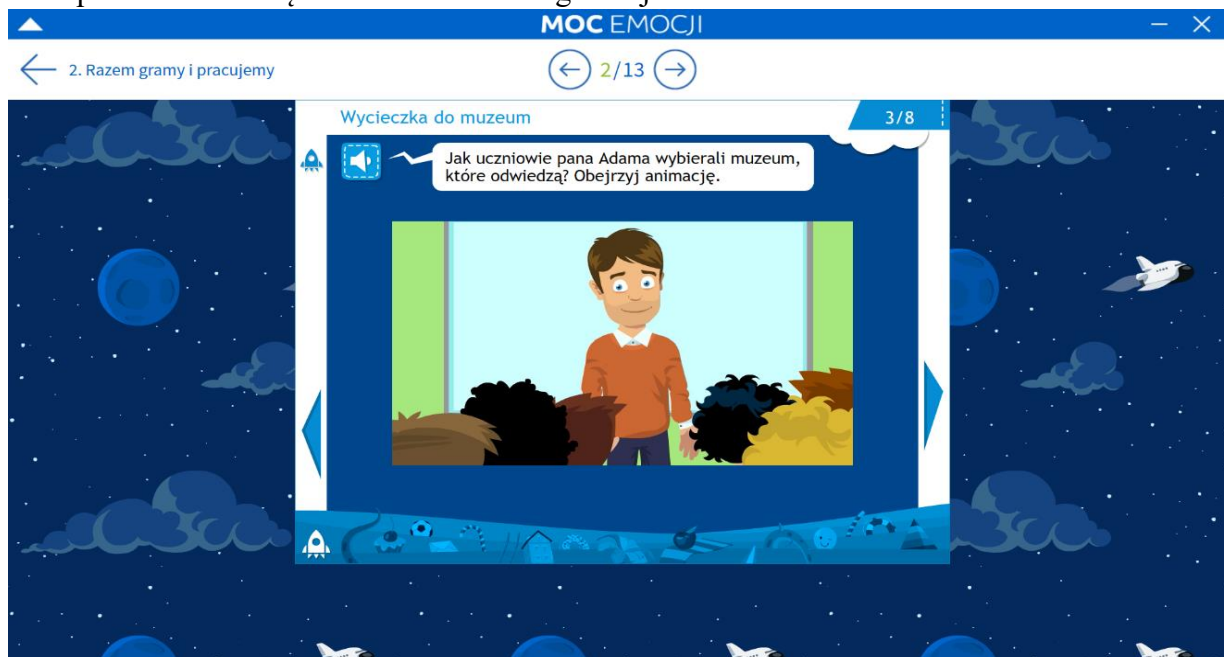 MOC EMOCJI
2. Razem gramy i pracujemy
2/13
Wycieczka do muzeum
3/8
Jak uczniowie pana Adama wybierali muzeum,
które odwiedzą? Obejrzyj animację.